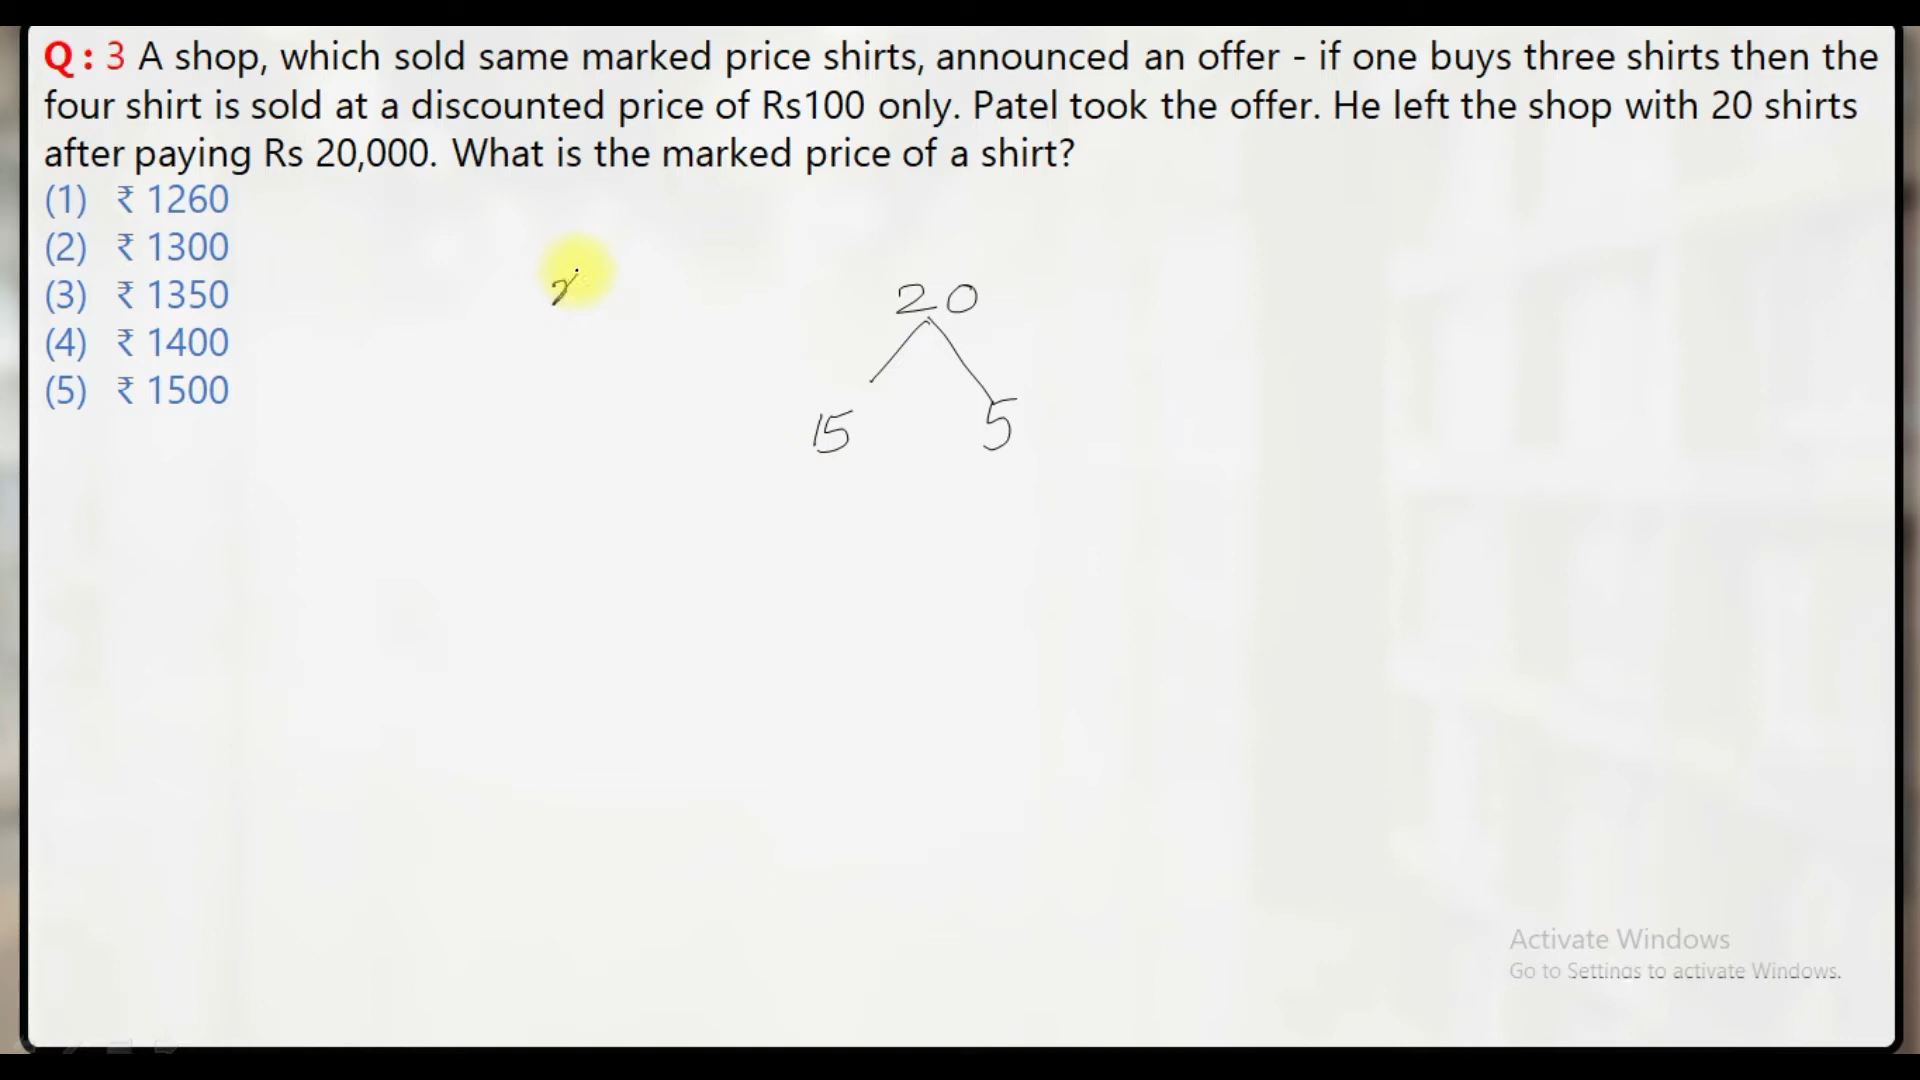 Q : 3 A shop, which sold same marked price shirts, announced an offer - if one buys three shirts then the
four shirt is sold at a discounted price of Rs100 only. Patel took the offer. He left the shop with 20 shirts
after paying Rs 20,000. What is the marked price of a shirt?
(1) ₹ 1260
(2) ₹ 1300
(3) ₹ 1350
(4) ₹ 1400
(5) ₹ 1500
20
15 5
Activate Windows
Go to Settings to activate Windows.